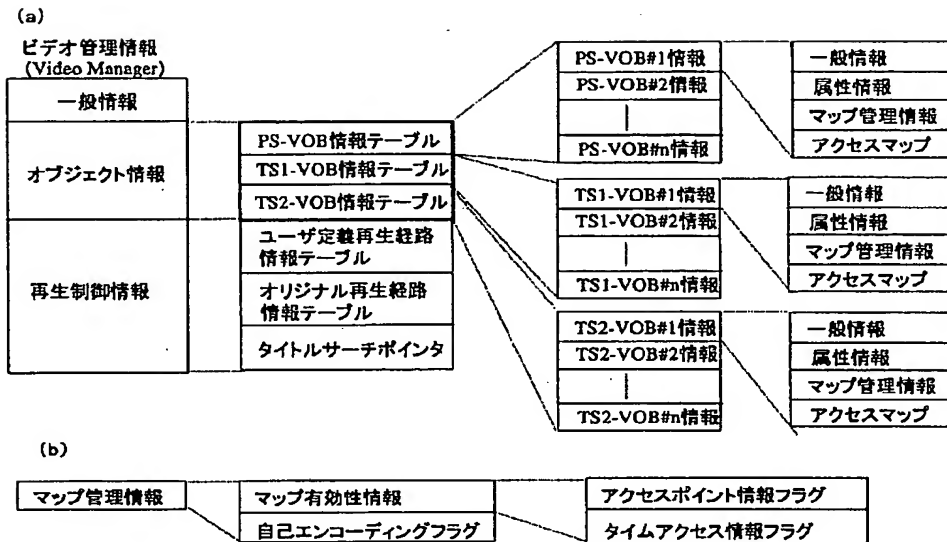 (a)
ビデオ管理情報
(Video Manager)
一般情報
オブジェクト情報
再生制御情報
PS-VOB情報テーブル
TS1-VOB情報テーブル
TS2-VOB情報テーブル
ユーザ定義再生経路
情報テーブル
オリジナル再生経路
情報テーブル
タイトルサーチポインタ
PS-VOB#1情報
PS-VOB#2情報
PS-VOB#n情報
一般情報
属性情報
マップ管理情報
アクセスマップ
TS1-VOB#1情報
TS1-VOB#2情報
TS1-VOB#n情報
一般情報
属性情報
マップ管理情報
アクセスマップ
TS2-VOB#1情報
TS2-VOB#2情報
TS2-VOB#n情報
一般情報
属性情報
マップ管理情報
アクセスマップ
(b)
マップ管理情報
マップ有効性情報
自己エンコーディングフラグ
アクセスポイント情報フラグ
タイムアクセス情報フラグ